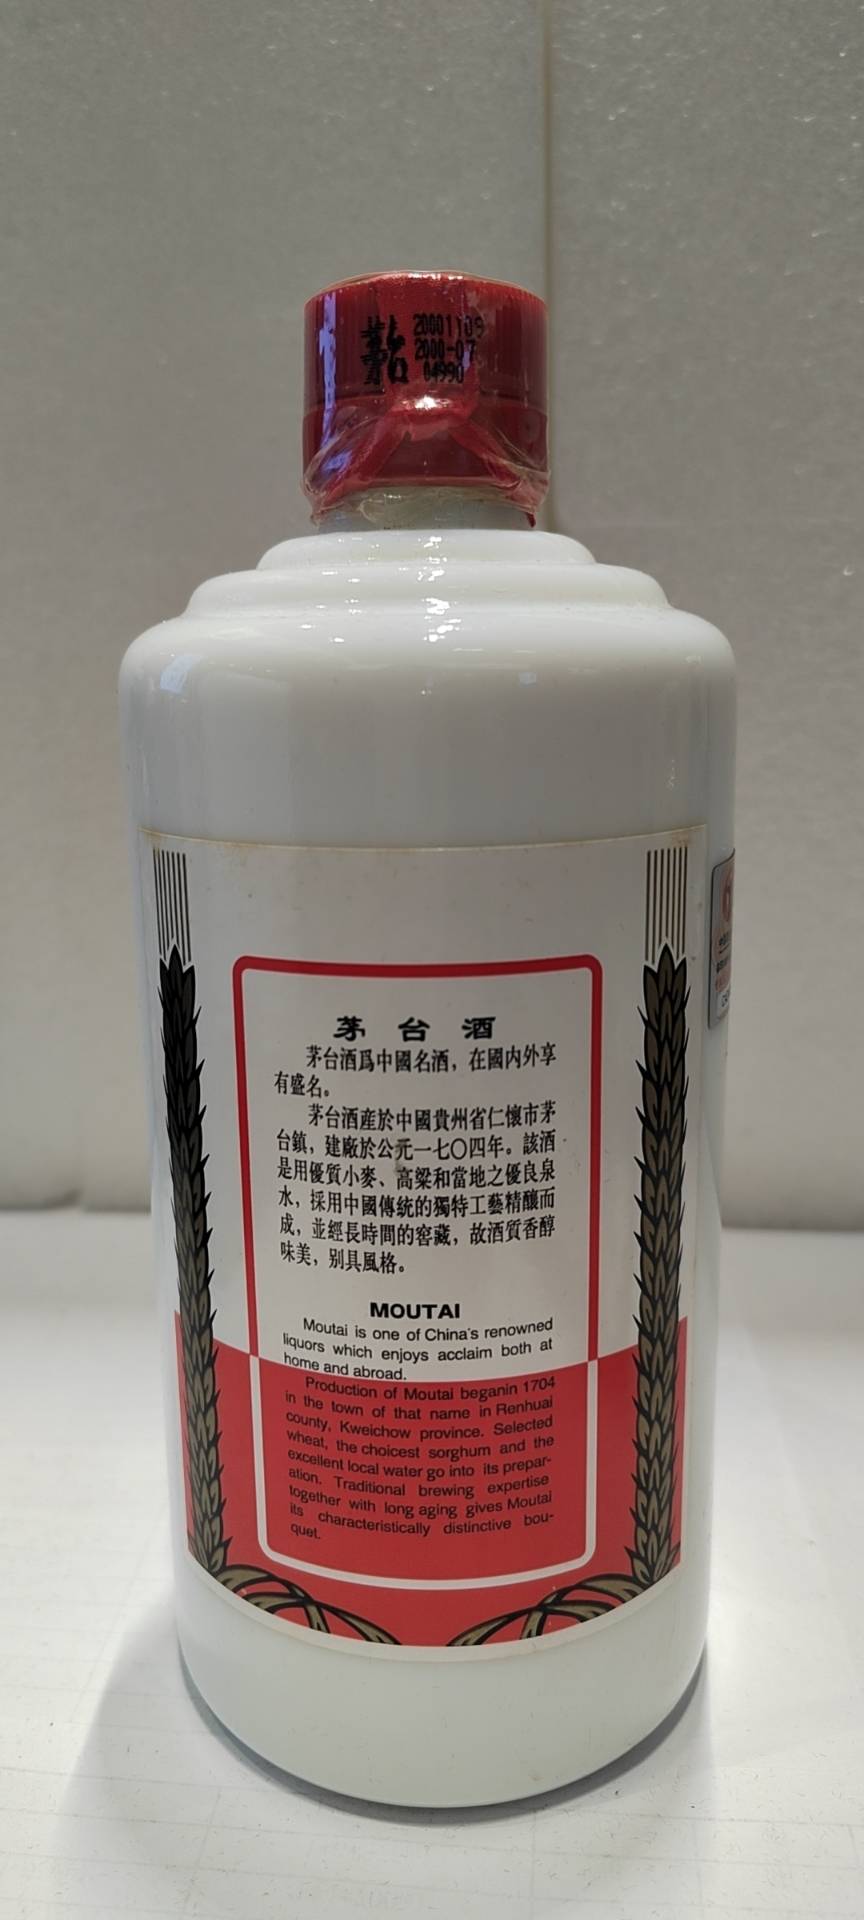 茅台
20001109
2000-07
04990
茅台酒
茅台酒爲中國名酒，在國内外享
有盛名。
茅台酒産於中國貴州省仁懷市茅
台鎮，建廠於公元一七〇四年。該酒
是用優質小麥、高粱和當地之優良泉
水，採用中國傳統的獨特工藝精釀而
成，並經長時間的窖藏，故酒質香醇
味美，别具風格。
MOUTAI
Moutai is one of China's renowned
liquors which enjoys acclaim both at
home and abroad.
Production of Moutai beganin 1704
in the town of that name in Renhuai
county, Kweichow province. Selected
wheat, the choicest sorghum and the
excellent local water go into its prepar-
ation. Traditional brewing expertise
together with long aging gives Moutai
its characteristically distinctive bou-
quet.